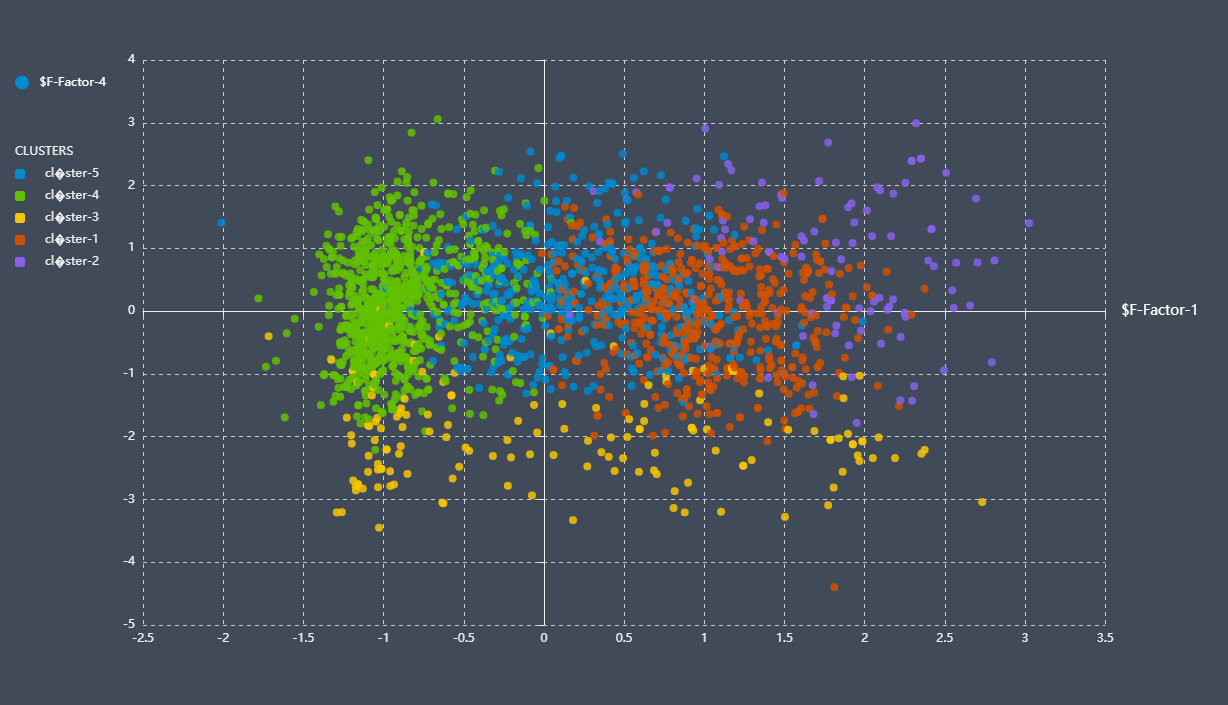 $F-Factor-4
CLUSTERS
cl�ster-5
cl�ster-4
cl�ster-3
cl�ster-1
cl�ster-2
4
3
2
1
0
-1
-2
-3
-4
-5
$F-Factor-1
-2.5 -2 -1.5 -1 -0.5 0 0.5 1 1.5 2 2.5 3 3.5